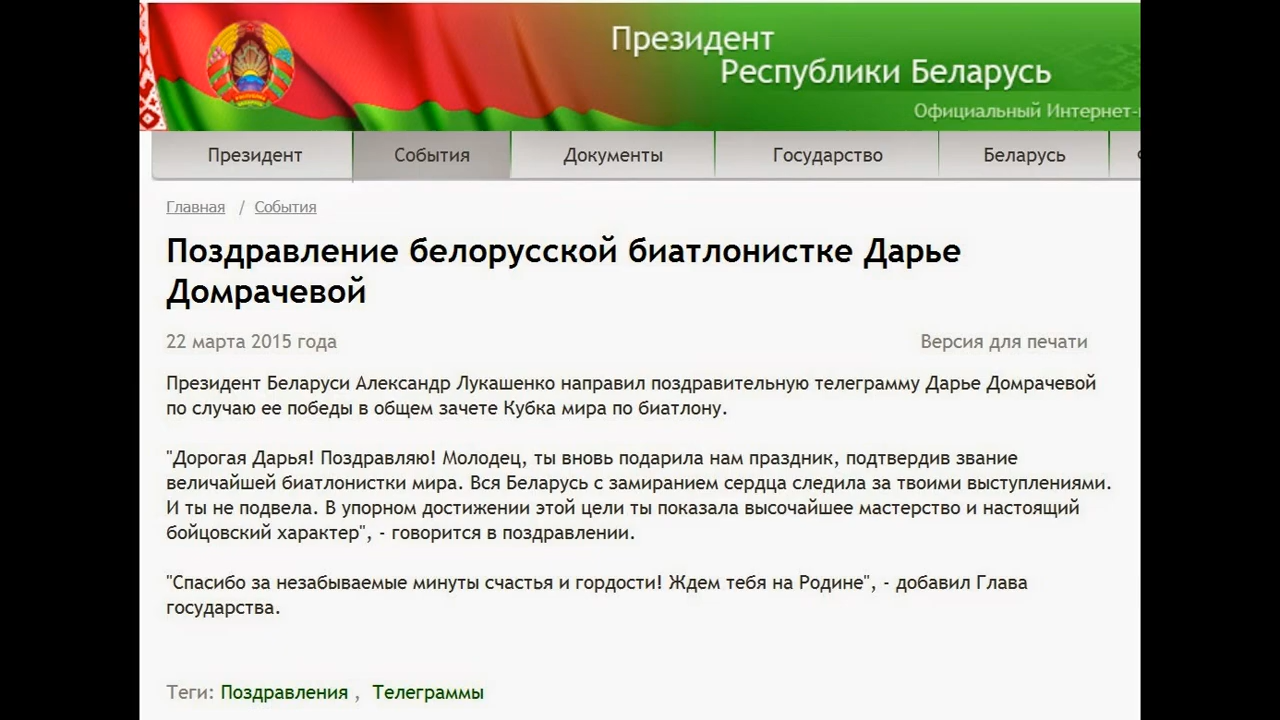 Президент
Республики Беларусь
Официальный Интернет-
Президент События Документы Государство Беларусь
Главная / События
Поздравление белорусской биатлонистке Дарье
Домрачевой
22 марта 2015 года Версия для печати
Президент Беларуси Александр Лукашенко направил поздравительную телеграмму Дарье Домрачевой
по случаю ее победы в общем зачете Кубка мира по биатлону.
"Дорогая Дарья! Поздравляю! Молодец, ты вновь подарила нам праздник, подтвердив звание
величайшей биатлонистки мира. Вся Беларусь с замиранием сердца следила за твоими выступлениями.
И ты не подвела. В упорном достижении этой цели ты показала высочайшее мастерство и настоящий
бойцовский характер", - говорится в поздравлении.
"Спасибо за незабываемые минуты счастья и гордости! Ждем тебя на Родине", - добавил Глава
государства.
Теги: Поздравления , Телеграммы